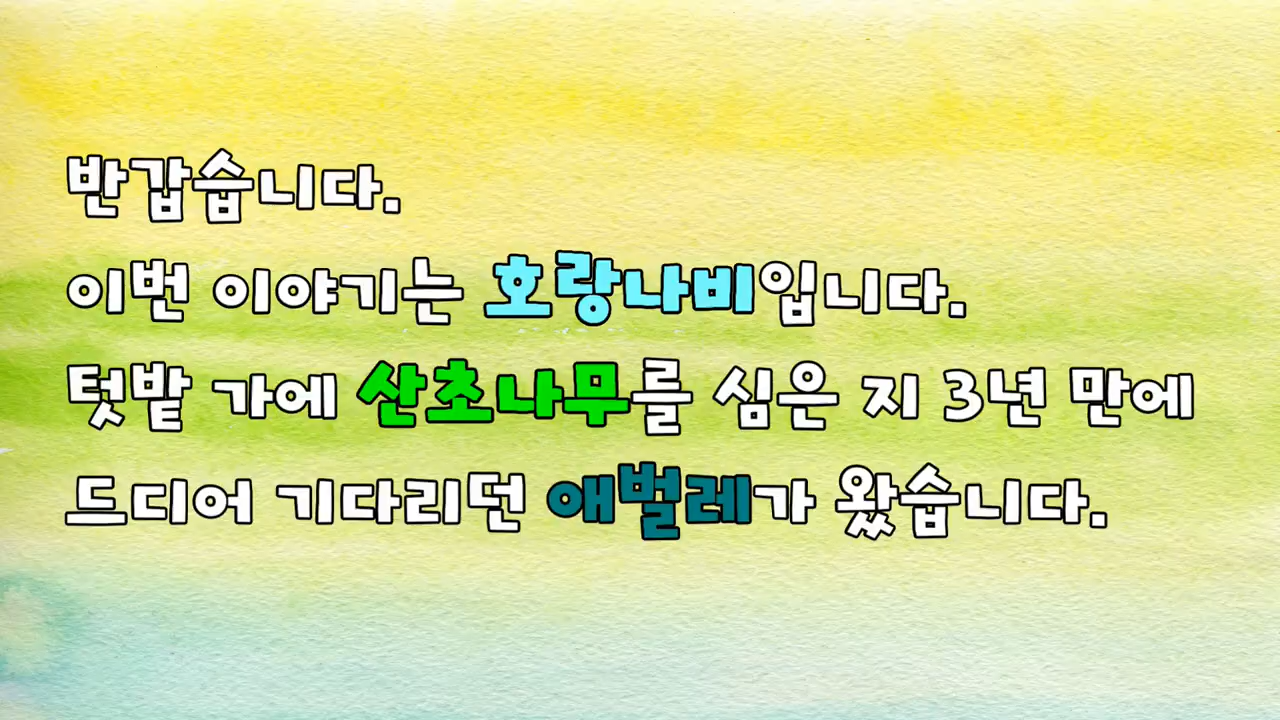 반갑습니다.
이번 이야기는 호랑나비입니다.
텃밭 가에 산초나무를 심은 지 3년 만에
드디어 기다리던 애벌레가 왔습니다.